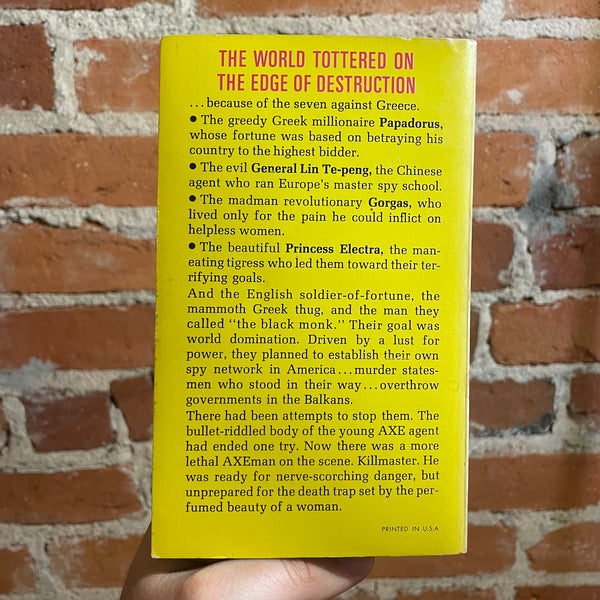 THE WORLD TOTTERED ON
THE EDGE OF DESTRUCTION
...because of the seven against Greece.
● The greedy Greek millionaire Papadorus,
whose fortune was based on betraying his
country to the highest bidder.
● The evil General Lin Te-peng, the Chinese
agent who ran Europe's master spy school.
● The madman revolutionary Gorgas, who
lived only for the pain he could inflict on
helpless women.
● The beautiful Princess Electra, the man-
eating tigress who led them toward their ter-
rifying goals.
And the English soldier-of-fortune, the
mammoth Greek thug, and the man they
called "the black monk." Their goal was
world domination. Driven by a lust for
power, they planned to establish their own
spy network in America...murder states-
men who stood in their way...overthrow
governments in the Balkans.
There had been attempts to stop them. The
bullet-riddled body of the young AXE agent
had ended one try. Now there was a more
lethal AXEman on the scene. Killmaster. He
was ready for nerve-scorching danger, but
unprepared for the death trap set by the per-
fumed beauty of a woman.
PRINTED IN U.S.A